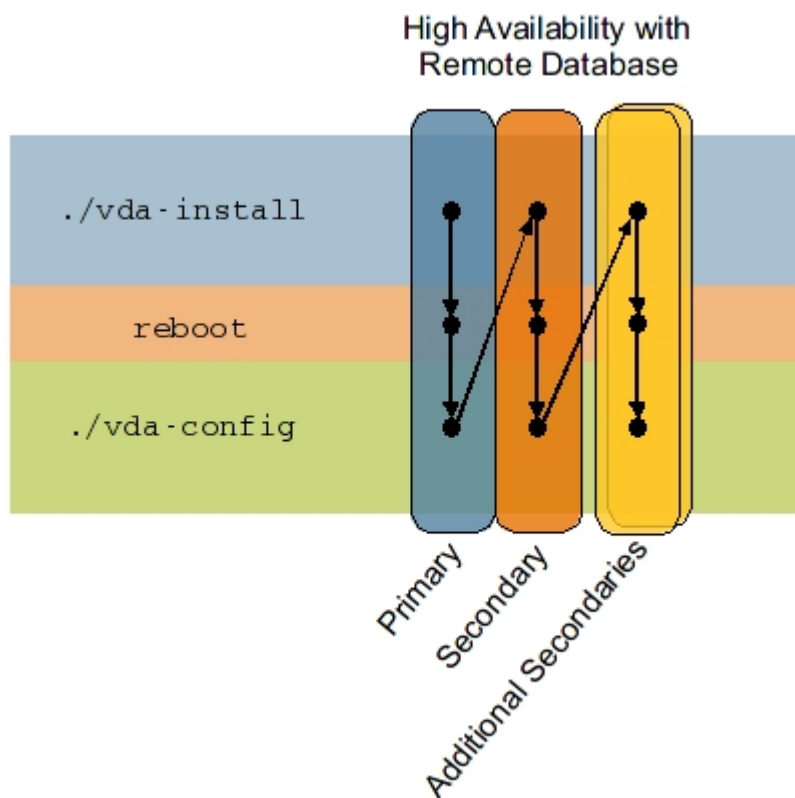 High Availability with
Remote Database
./vda-install
reboot
./vda-config
Primary
Secondary
Additional Secondaries